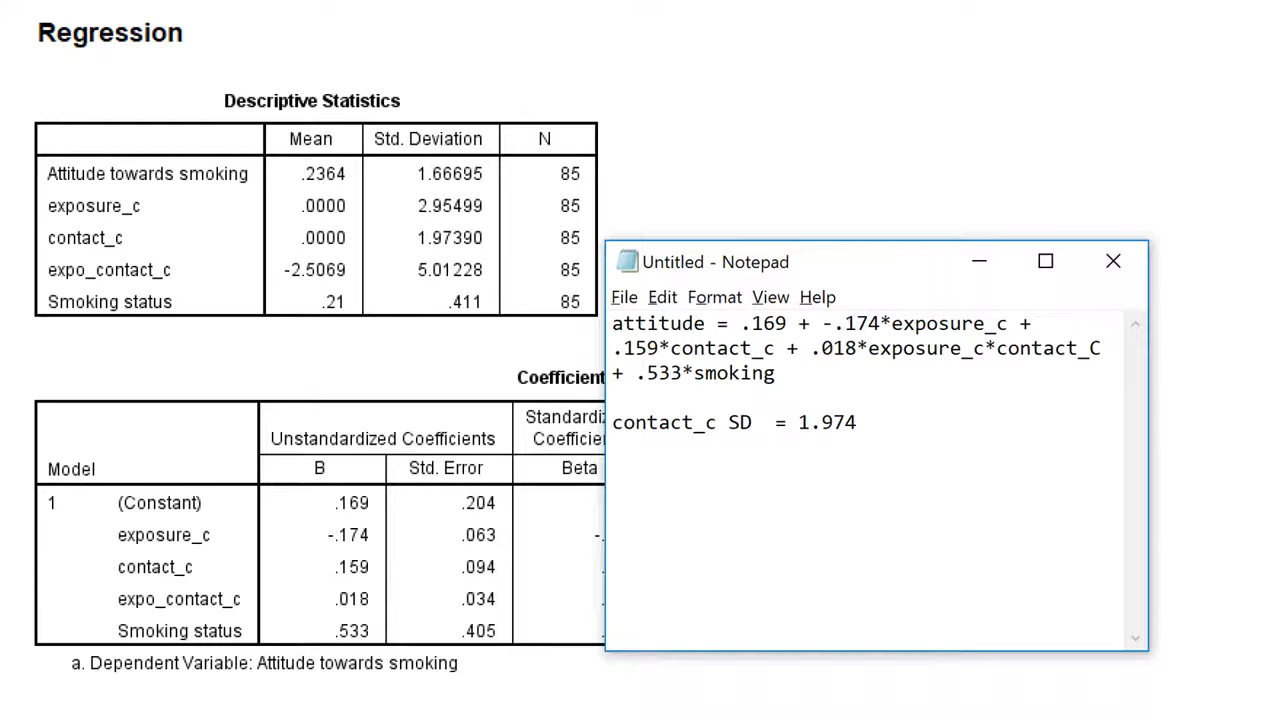 Regression
Descriptive Statistics
Mean Std. Deviation N
Attitude towards smoking .2364 1.66695 85
exposure_c .0000 2.95499 85
contact_c .0000 1.97390 85
expo_contact_c -2.5069 5.01228 85
Smoking status .21 .411 85
Coefficient
Model Unstandardized Coefficients Standardiz
Coefficie
B Std. Error Beta
1 (Constant) .169 .204
exposure_c -.174 .063 -.
contact_c .159 .094 .
expo_contact_c .018 .034 .
Smoking status .533 .405 .
a. Dependent Variable: Attitude towards smoking
Untitled - Notepad
File Edit Format View Help
attitude = .169 + -.174*exposure_c +
.159*contact_c + .018*exposure_c*contact_C
+ .533*smoking
contact_c SD = 1.974